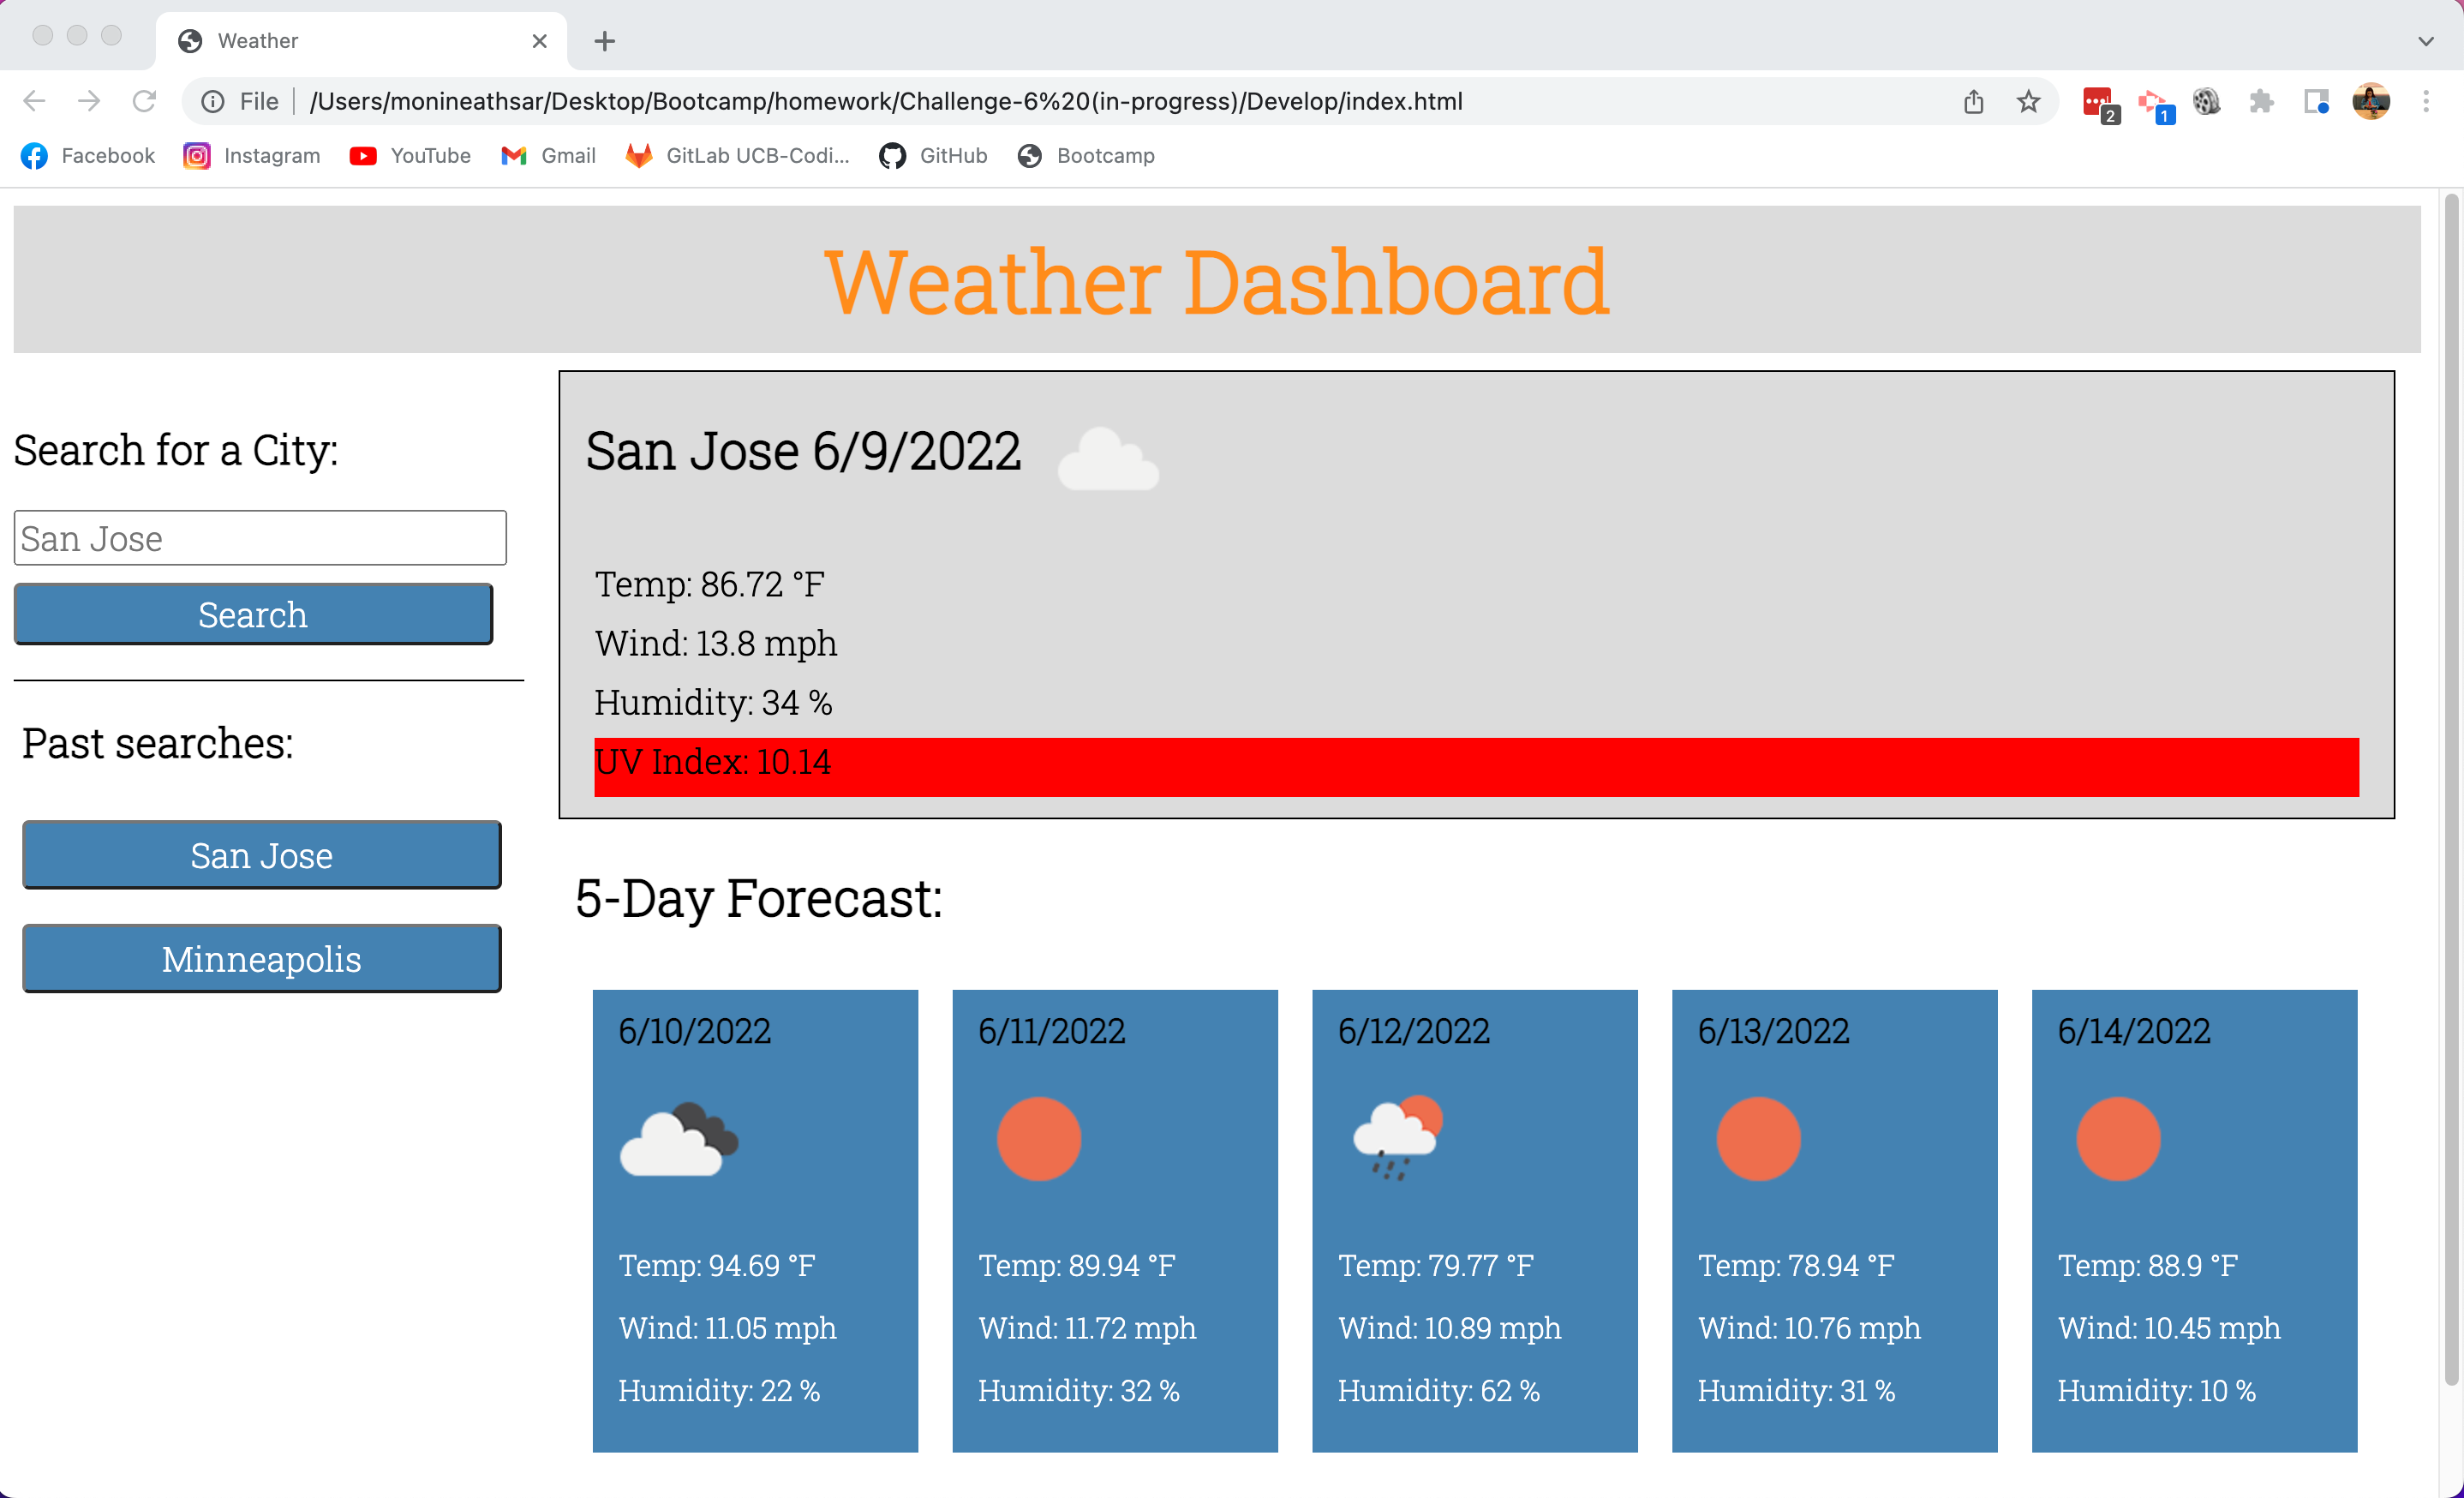 Weather
File
/Users/monineathsar/Desktop/Bootcamp/homework/Challenge-6%20(in-progress)/Develop/index.html
2
1
Facebook
Instagram
YouTube
Gmail
GitLab UCB-Codi...
GitHub
Bootcamp
Weather Dashboard
Search for a City:
San Jose
Search
Past searches:
San Jose
Minneapolis
San Jose 6/9/2022
Temp: 86.72 °F
Wind: 13.8 mph
Humidity: 34 %
UV Index: 10.14
5-Day Forecast:
6/10/2022
Temp: 94.69 °F
Wind: 11.05 mph
Humidity: 22 %
6/11/2022
Temp: 89.94 °F
Wind: 11.72 mph
Humidity: 32 %
6/12/2022
Temp: 79.77 °F
Wind: 10.89 mph
Humidity: 62 %
6/13/2022
Temp: 78.94 °F
Wind: 10.76 mph
Humidity: 31 %
6/14/2022
Temp: 88.9 °F
Wind: 10.45 mph
Humidity: 10 %